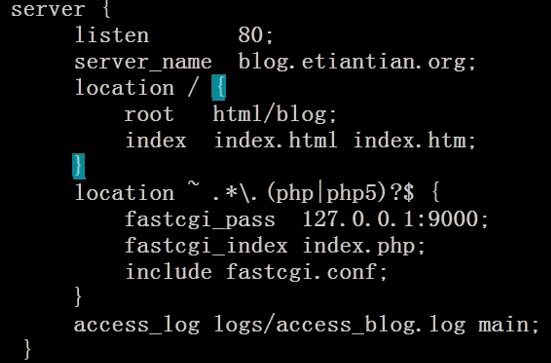 server {
listen 80;
server_name blog.etiantian.org;
location / {
root html/blog;
index index.html index.htm;
}
location ~ .*\.(php|php5)?$ {
fastcgi_pass 127.0.0.1:9000;
fastcgi_index index.php;
include fastcgi.conf;
}
access_log logs/access_blog.log main;
}